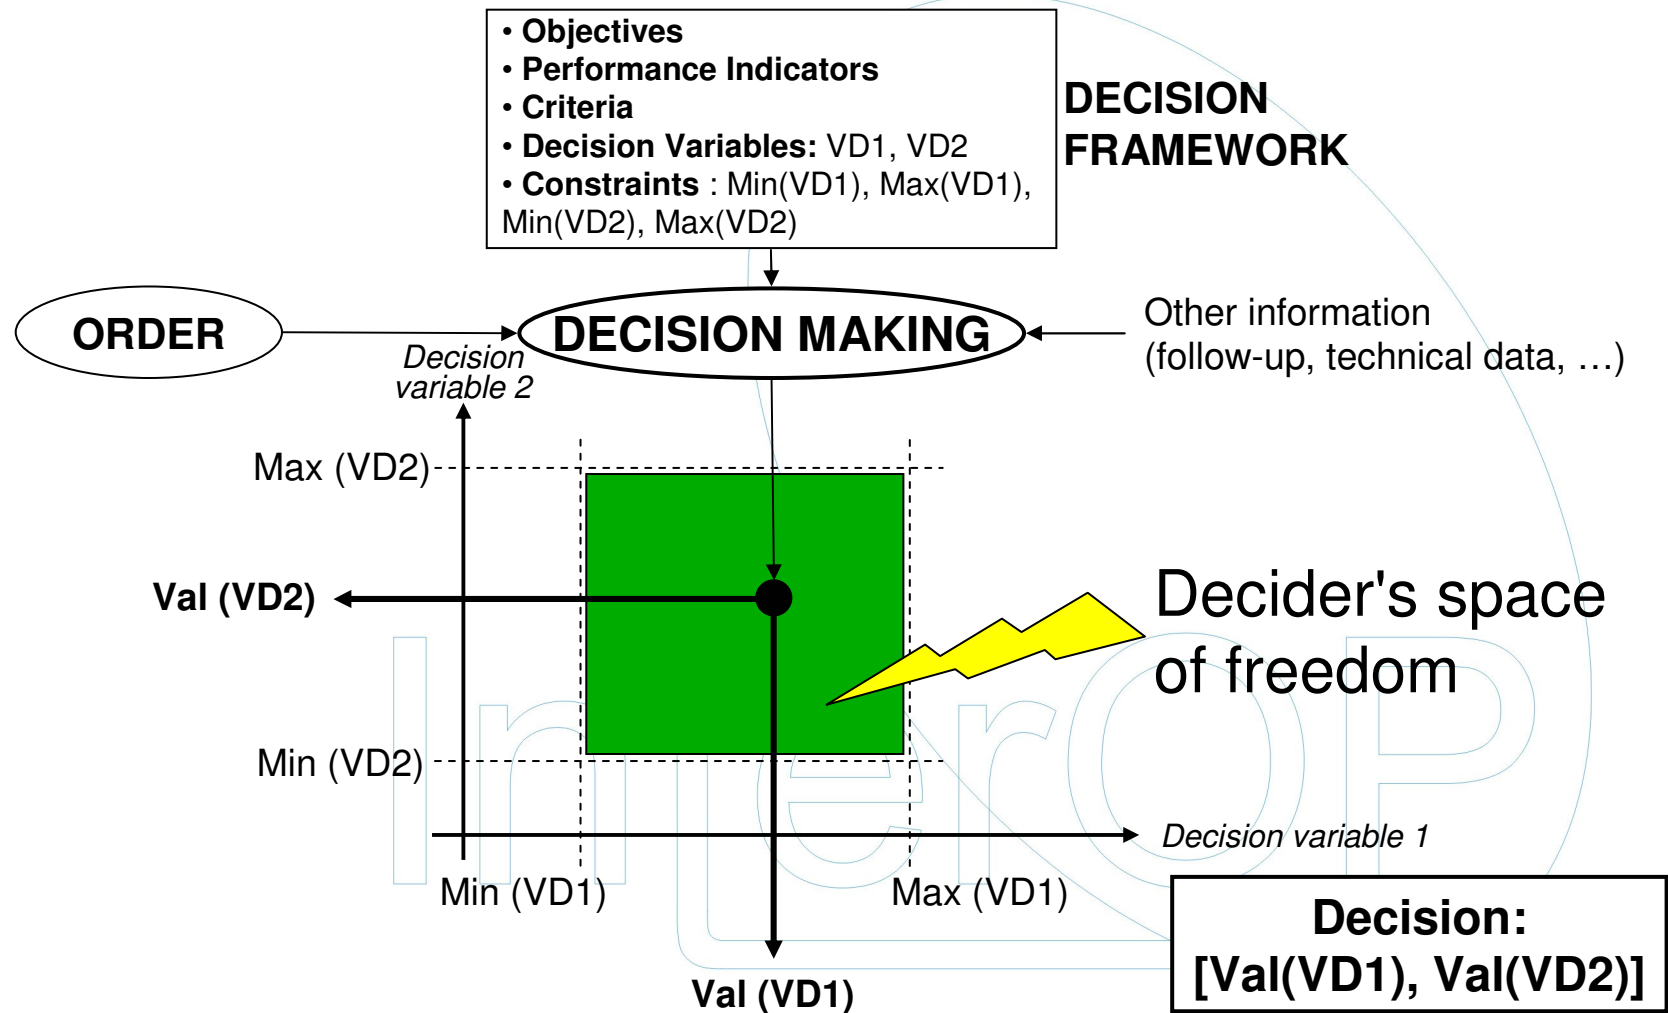 • Objectives
• Performance Indicators
• Criteria
• Decision Variables: VD1, VD2
• Constraints : Min(VD1), Max(VD1),
Min(VD2), Max(VD2)
DECISION
FRAMEWORK
ORDER
DECISION MAKING
Other information
(follow-up, technical data, …)
Decision
variable 2
Max (VD2)
Val (VD2)
Decider's space
of freedom
Min (VD2)
Decision variable 1
Min (VD1)
Max (VD1)
Val (VD1)
Decision:
[Val(VD1), Val(VD2)]
InterOP